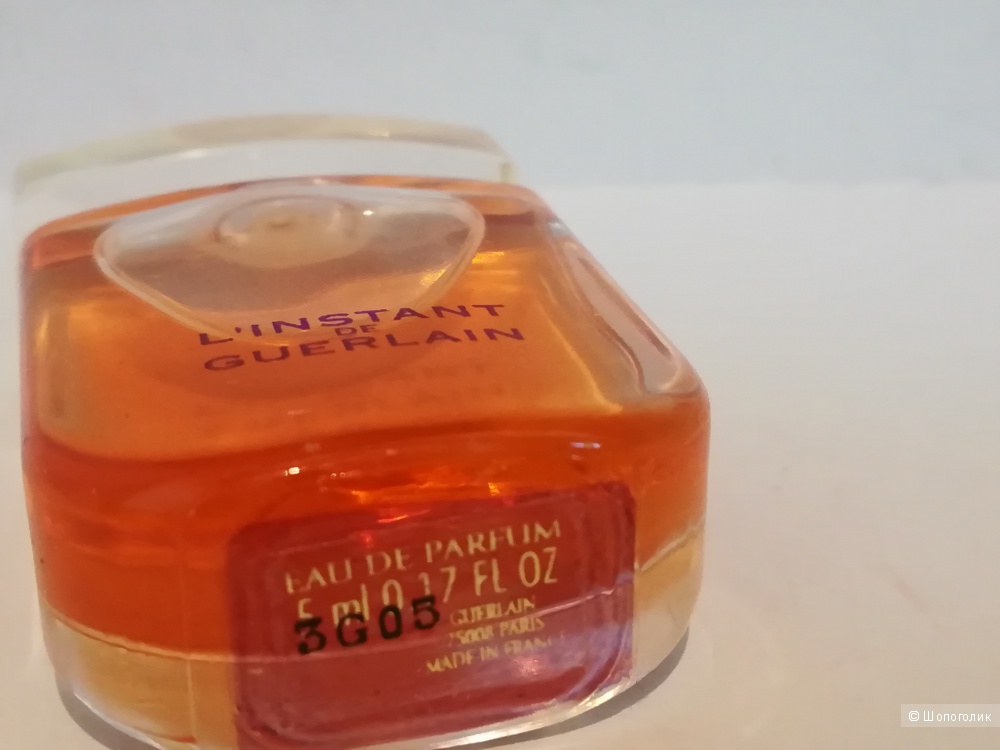 L'INSTANT
DE
GUERLAIN
EAU DE PARFUM
5 ml 0.17 FL OZ
3G05
GUERLAIN
75008 PARIS
MADE IN FRANCE
© Шопоголик